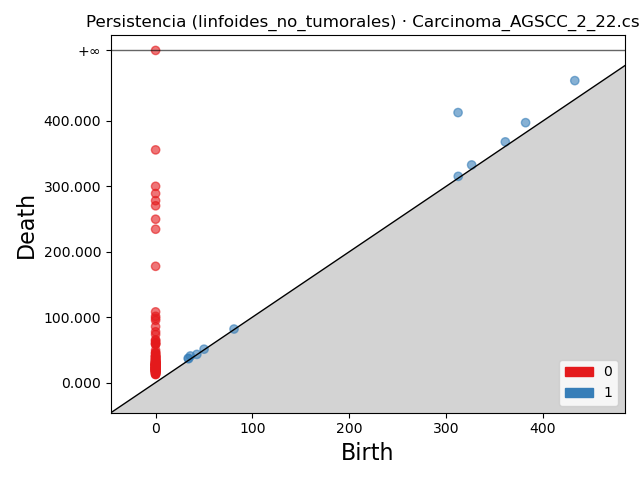 Persistencia (linfoides_no_tumorales) · Carcinoma_AGSCC_2_22.cs
+∞
400.000
300.000
200.000
100.000
0.000
Death
0
1
0 100 200 300 400
Birth